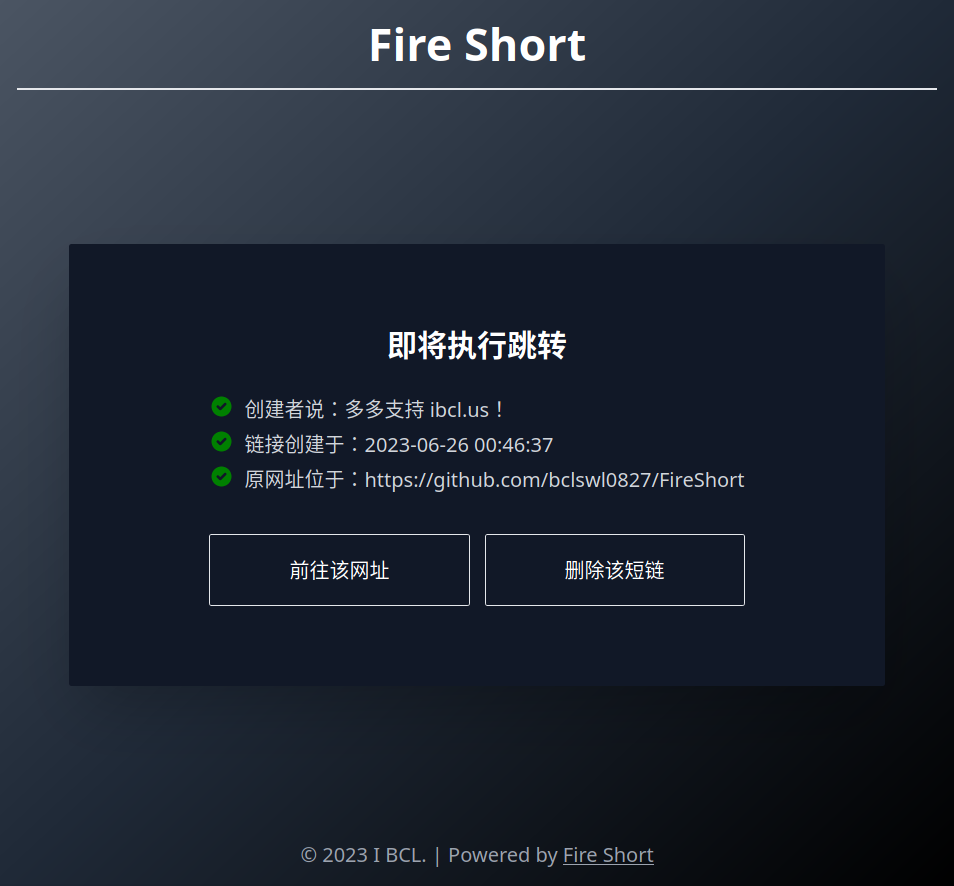 Fire Short
即将执行跳转
创建者说：多多支持 ibcl.us！
链接创建于：2023-06-26 00:46:37
原网址位于：https://github.com/bclswl0827/FireShort
前往该网址
删除该短链
© 2023 I BCL. | Powered by Fire Short